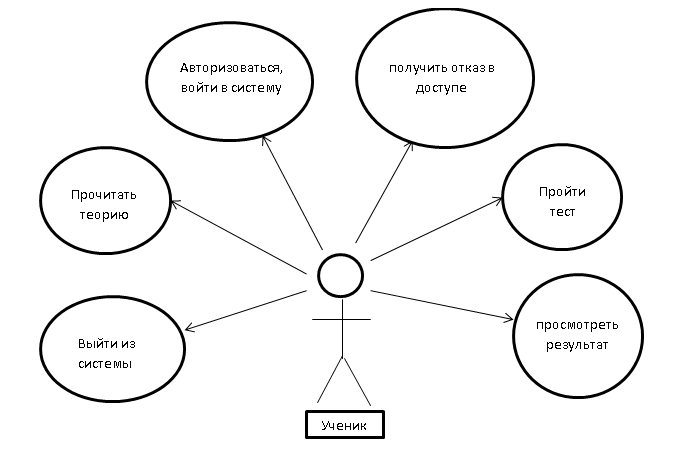 Авторизоваться,
войти в систему
получить отказ в
доступе
Прочитать
теорию
Пройти
тест
Выйти из
системы
просмотреть
результат
Ученик